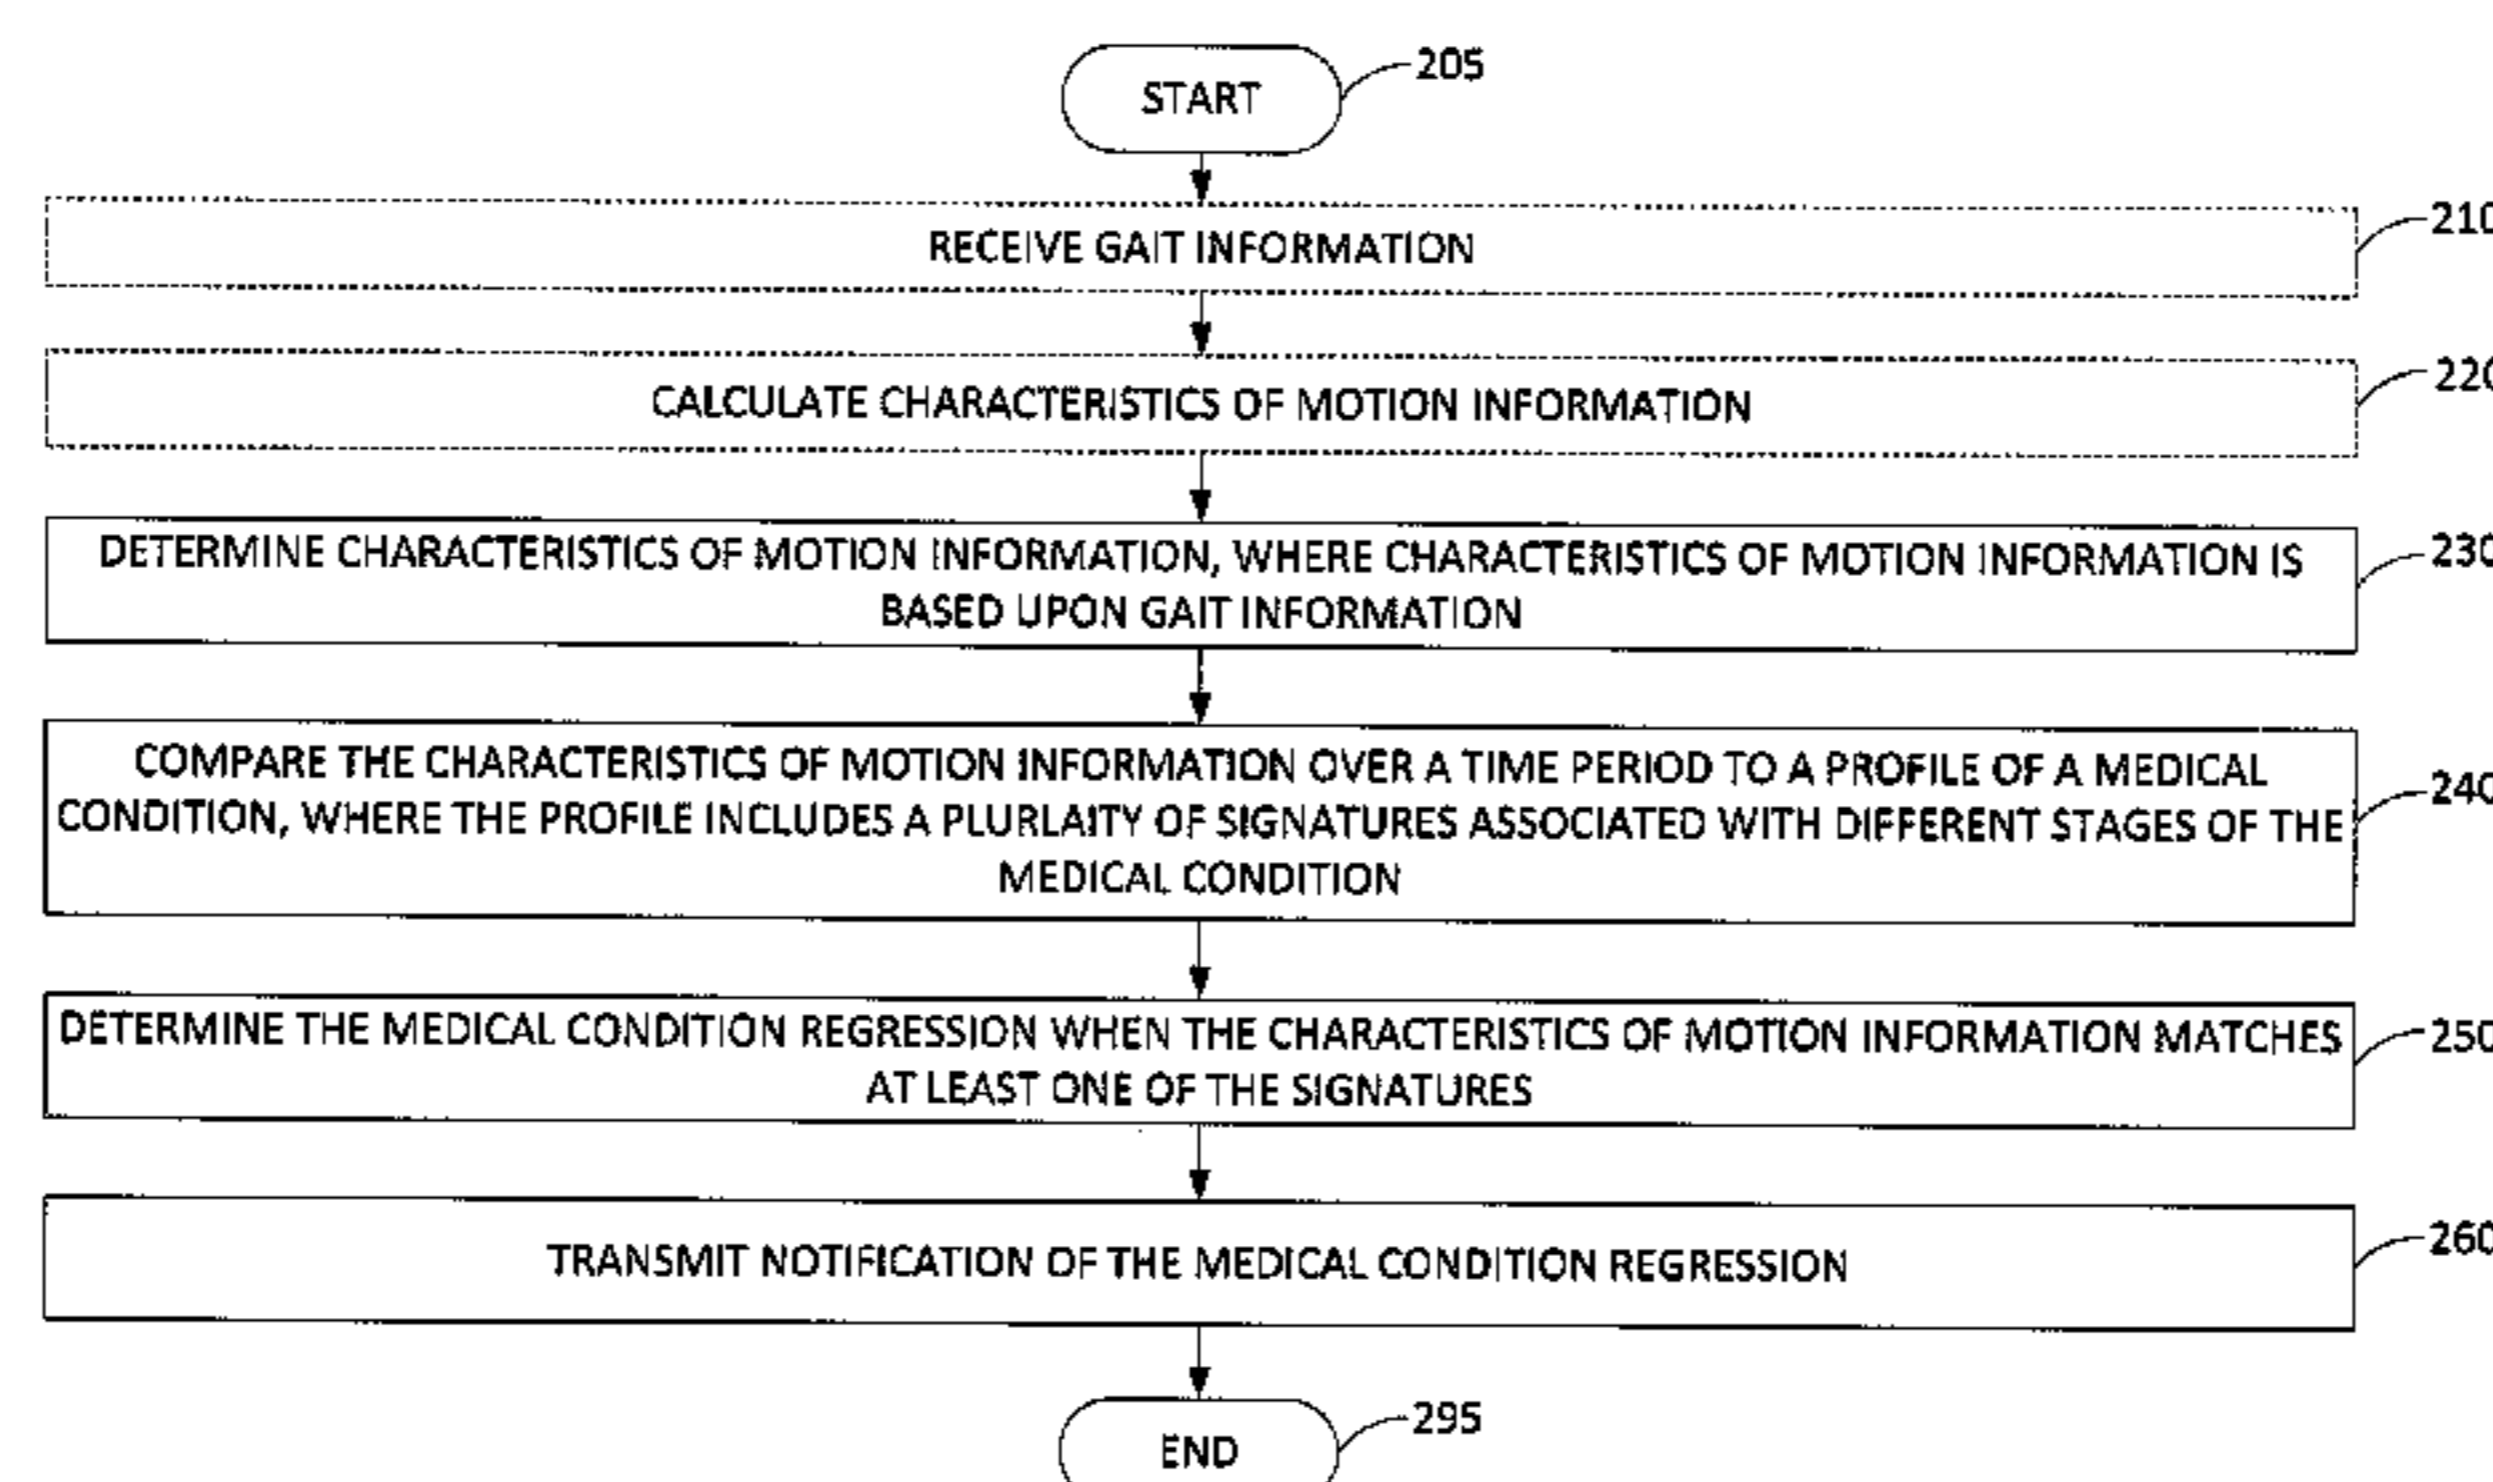 START
205
RECEIVE GAIT INFORMATION
210
CALCULATE CHARACTERISTICS OF MOTION INFORMATION
220
DETERMINE CHARACTERISTICS OF MOTION INFORMATION, WHERE CHARACTERISTICS OF MOTION INFORMATION IS
BASED UPON GAIT INFORMATION
230
COMPARE THE CHARACTERISTICS OF MOTION INFORMATION OVER A TIME PERIOD TO A PROFILE OF A MEDICAL
CONDITION, WHERE THE PROFILE INCLUDES A PLURLAITY OF SIGNATURES ASSOCIATED WITH DIFFERENT STAGES OF THE
MEDICAL CONDITION
240
DETERMINE THE MEDICAL CONDITION REGRESSION WHEN THE CHARACTERISTICS OF MOTION INFORMATION MATCHES
AT LEAST ONE OF THE SIGNATURES
250
TRANSMIT NOTIFICATION OF THE MEDICAL CONDITION REGRESSION
260
END
295